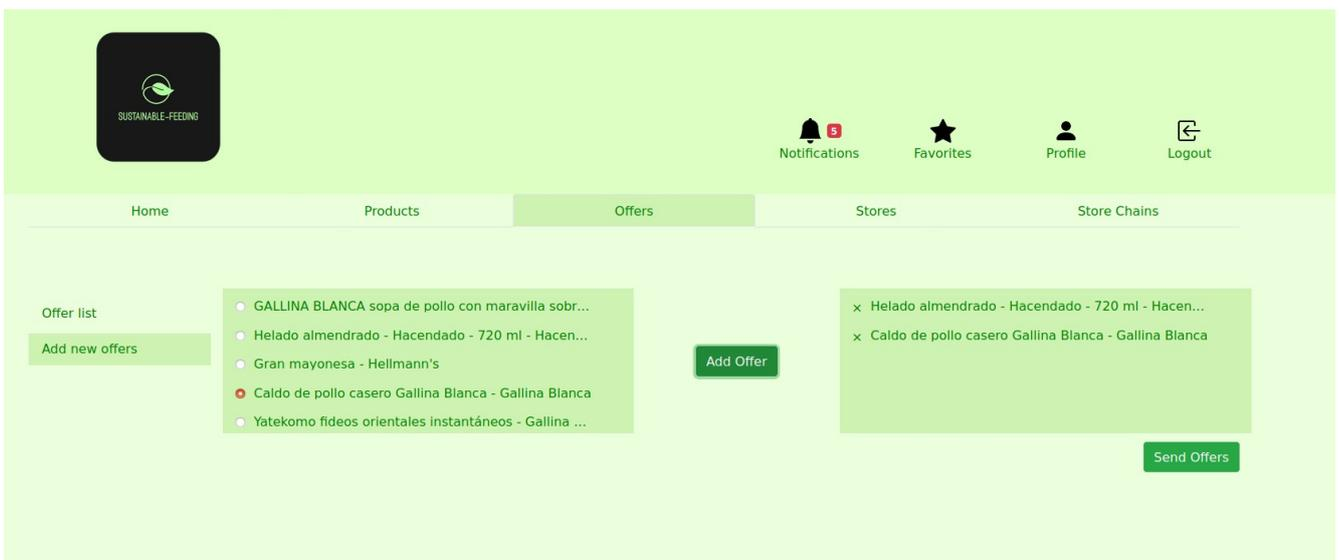 SUSTAINABLE-FEEDING
5
Notifications
Favorites
Profile
Logout
Home
Products
Offers
Stores
Store Chains
Offer list
Add new offers
GALLINA BLANCA sopa de pollo con maravilla sobr...
Helado almendrado - Hacendado - 720 ml - Hacen...
Gran mayonesa - Hellmann's
Caldo de pollo casero Gallina Blanca - Gallina Blanca
Yatekomo fideos orientales instantáneos - Gallina ...
Add Offer
× Helado almendrado - Hacendado - 720 ml - Hacen...
× Caldo de pollo casero Gallina Blanca - Gallina Blanca
Send Offers